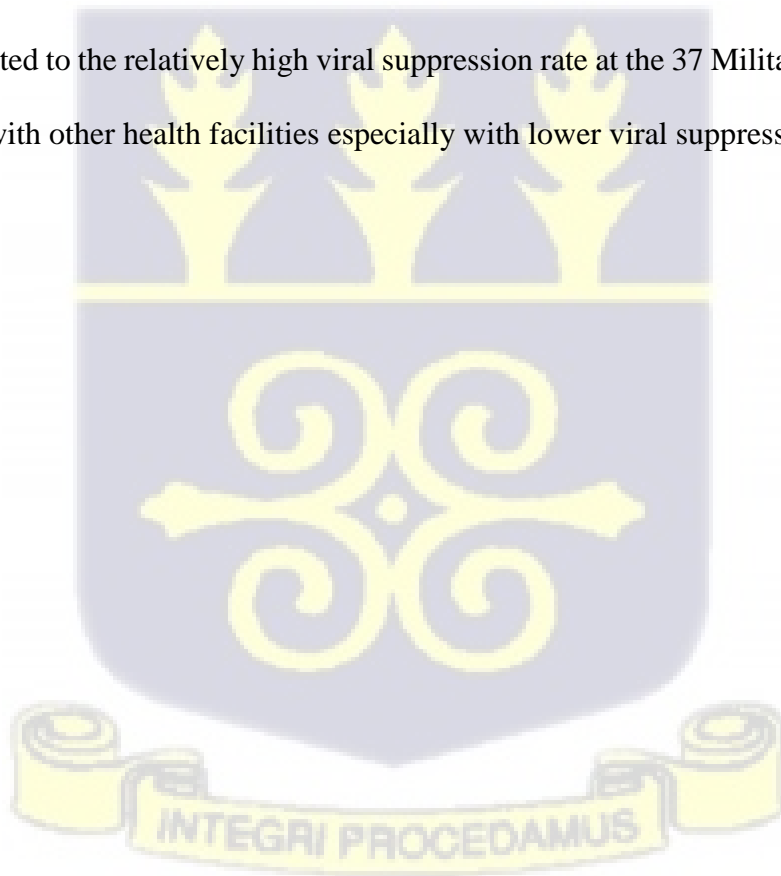 ted to the relatively high viral suppression rate at the 37 Milita
with other health facilities especially with lower viral suppress
INTEGRI PROCEDAMUS